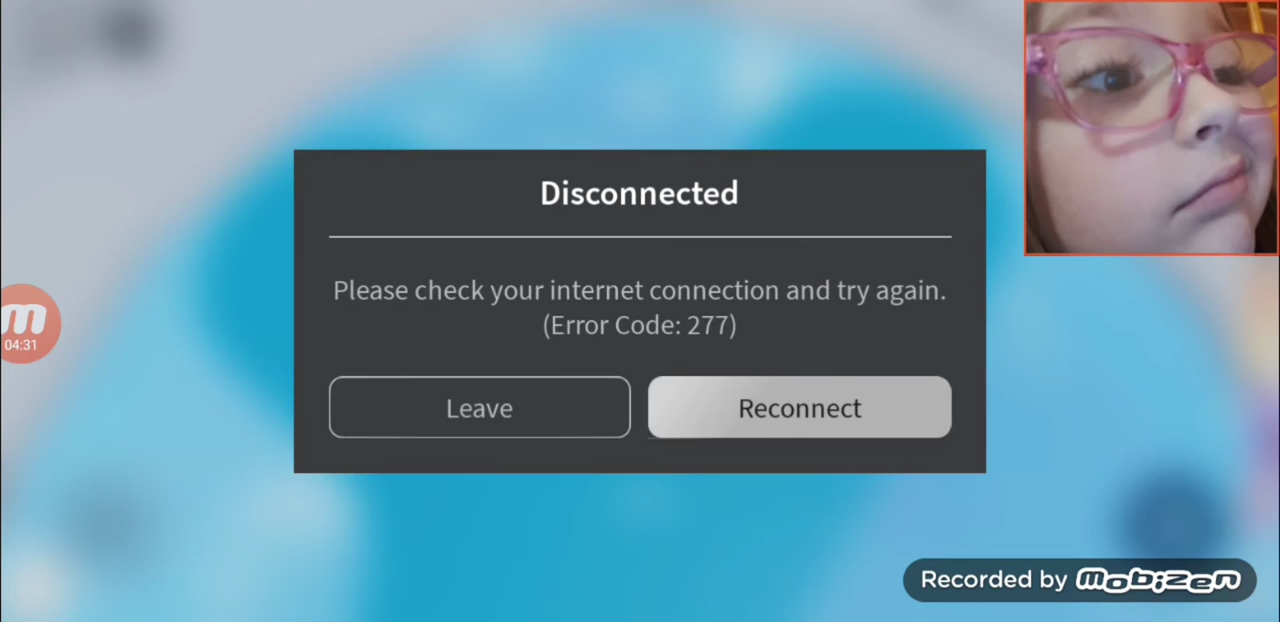 Disconnected
Please check your internet connection and try again.
(Error Code: 277)
Leave
Reconnect
m
04:31
Recorded by mobizen